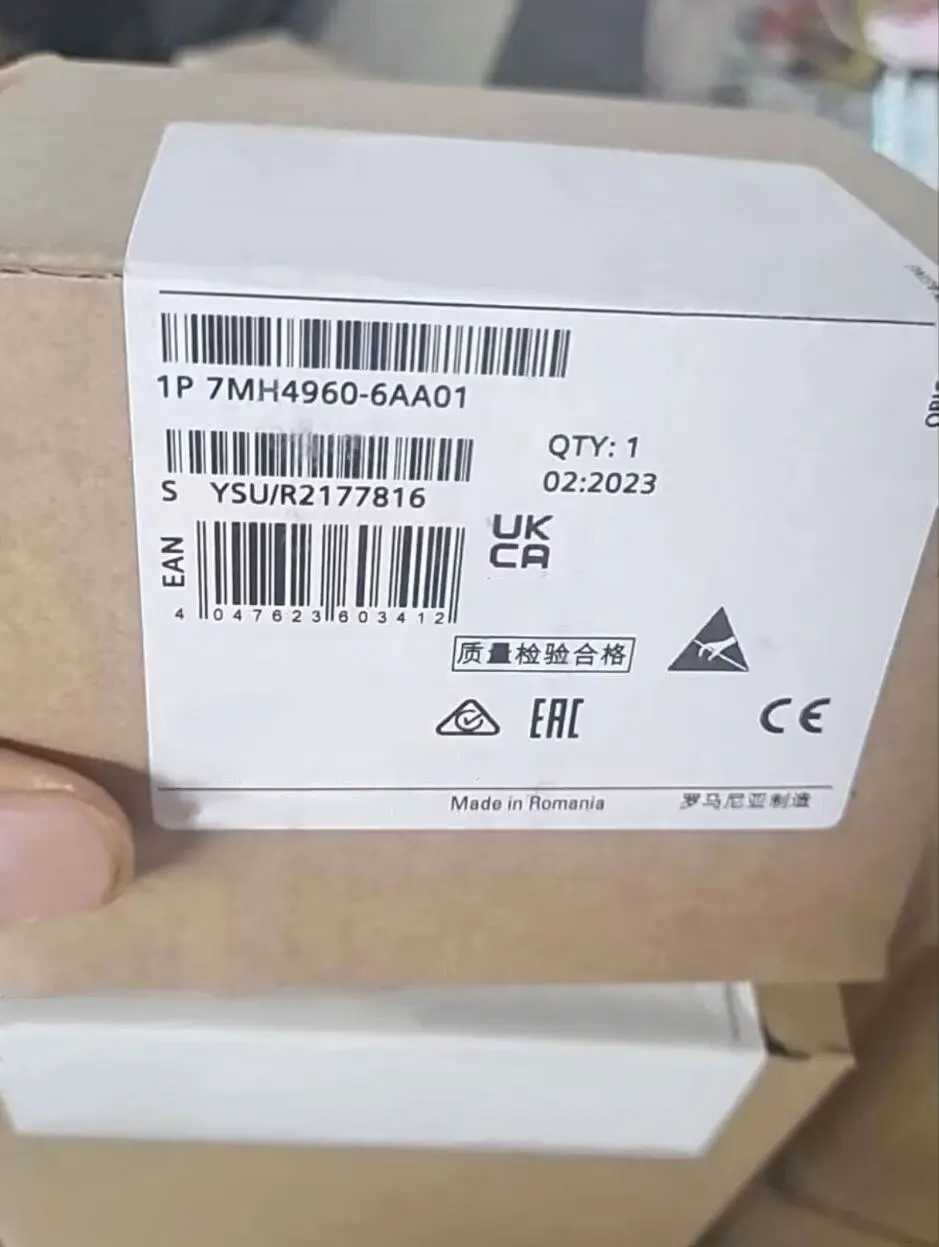 1P 7MH4960-6AA01
QTY: 1
02:2023
S YSU/R2177816
UK
CA
EAN
4 047623 603412
质量检验合格
EAC
CE
Made in Romania
罗马尼亚制造